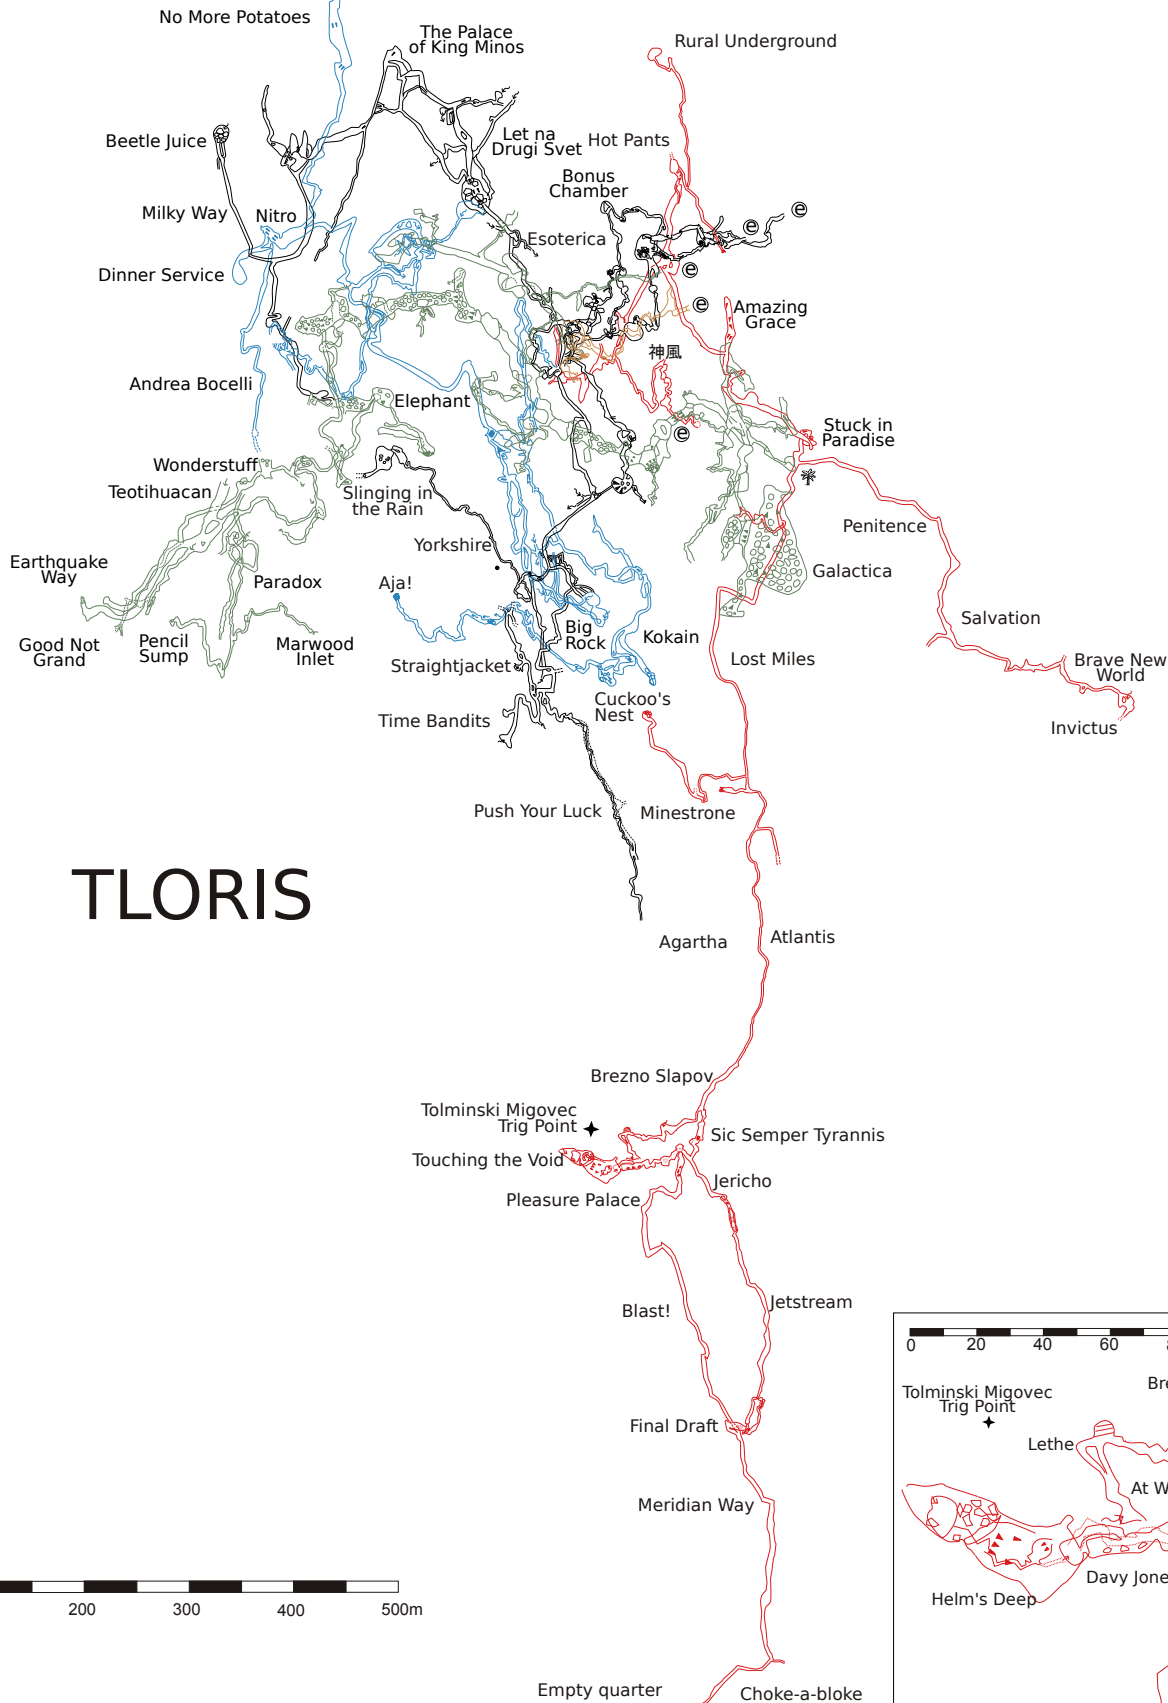 No More Potatoes
The Palace
of King Minos
Rural Underground
Beetle Juice
Let na
Drugi Svet
Hot Pants
Bonus
Chamber
Milky Way
Nitro
e
e
Esoterica
Dinner Service
e
e
Amazing
Grace
神風
Andrea Bocelli
Elephant
e
Stuck in
Paradise
Wonderstuff
Teotihuacan
Slinging in
the Rain
Penitence
Yorkshire
Earthquake
Way
Paradox
Aja!
Galactica
Good Not
Grand
Pencil
Sump
Marwood
Inlet
Big
Rock
Kokain
Salvation
Straightjacket
Lost Miles
Brave New
World
Cuckoo's
Nest
Time Bandits
Invictus
Push Your Luck
Minestrone
TLORIS
Agartha
Atlantis
Brezno Slapov
Tolminski Migovec
Trig Point
Sic Semper Tyrannis
Touching the Void
Jericho
Pleasure Palace
Blast!
Jetstream
0 20 40 60
Tolminski Migovec
Trig Point
Bre
Final Draft
Lethe
At W
Meridian Way
Davy Jone
Helm's Deep
200 300 400 500m
Empty quarter
Choke-a-bloke